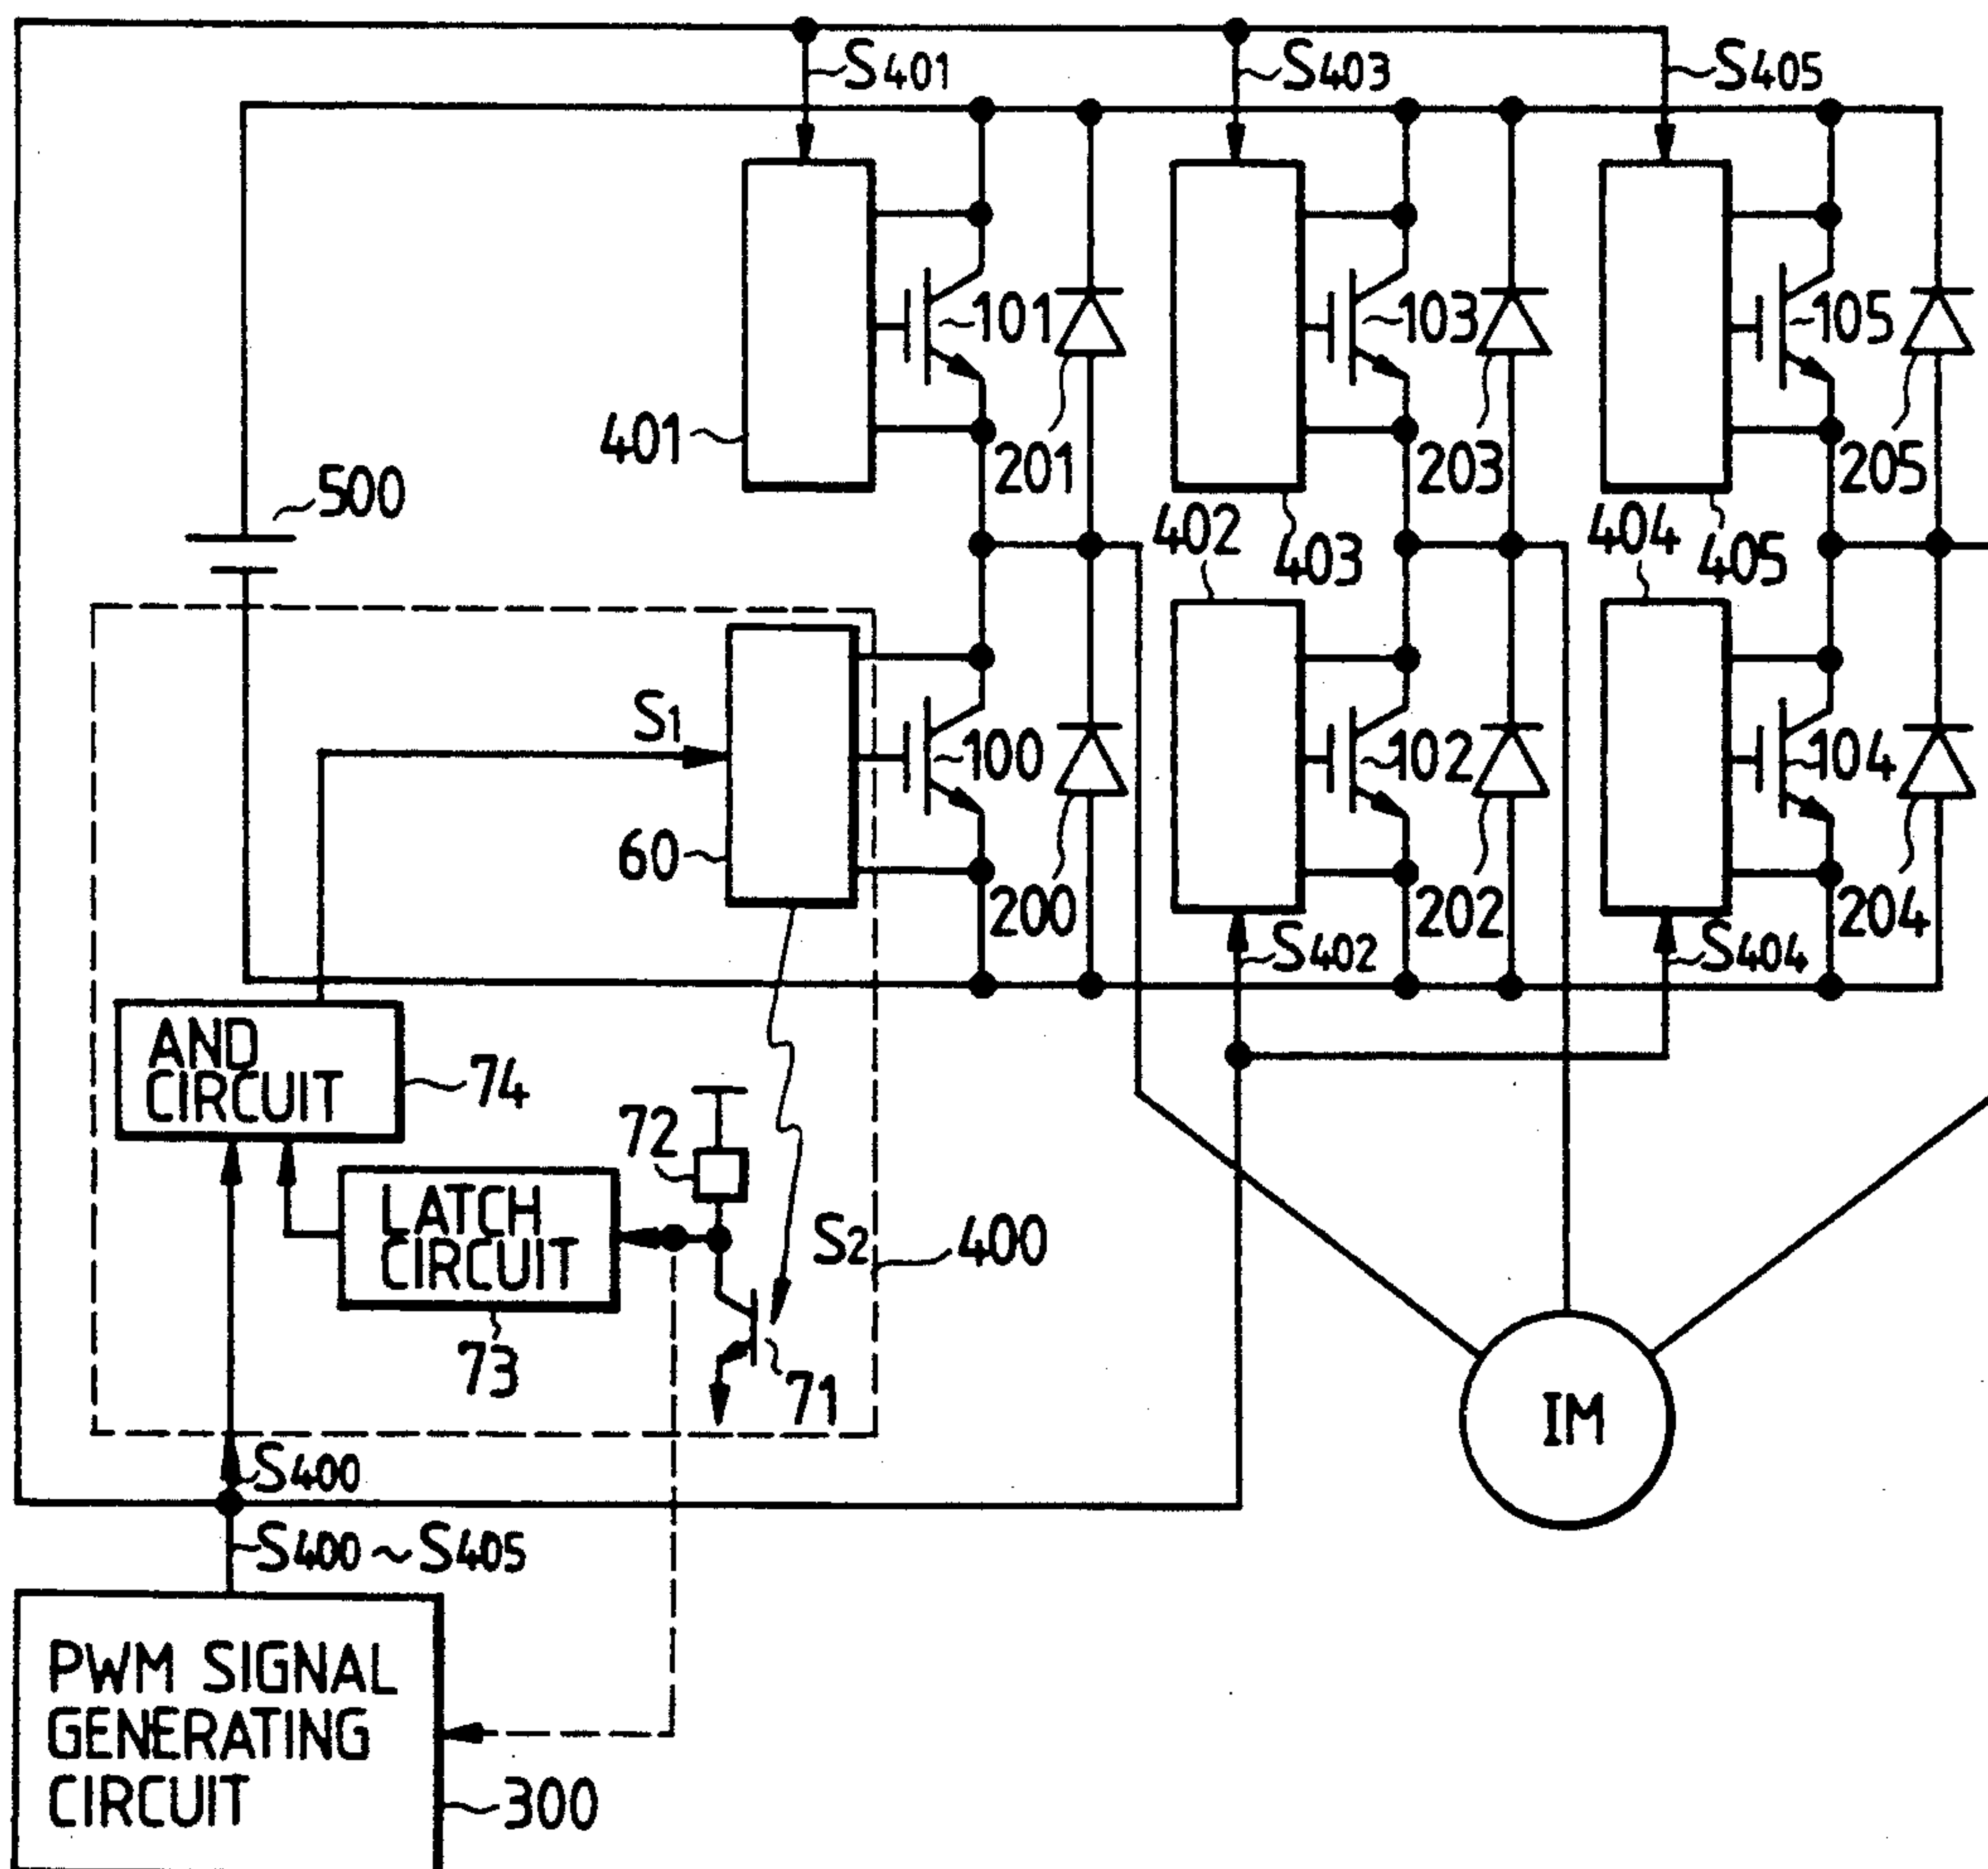 S401
S403
S405
101
103
105
401
201
203
205
500
402
403
404
405
S1
100
102
104
60
200
202
204
S402
S404
AND
CIRCUIT
74
72
LATCH
CIRCUIT
S2
400
73
71
IM
S400
S400 ~ S405
PWM SIGNAL
GENERATING
CIRCUIT
300